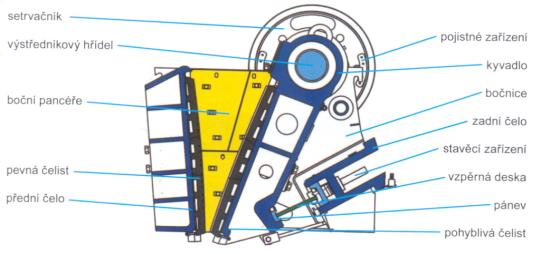 setrvačník
výstředníkový hřídel
boční pancéře
pevná čelist
přední čelo
pojistné zařízení
kyvadlo
bočnice
zadní čelo
stavěcí zařízení
vzpěrná deska
pánev
pohyblivá čelist